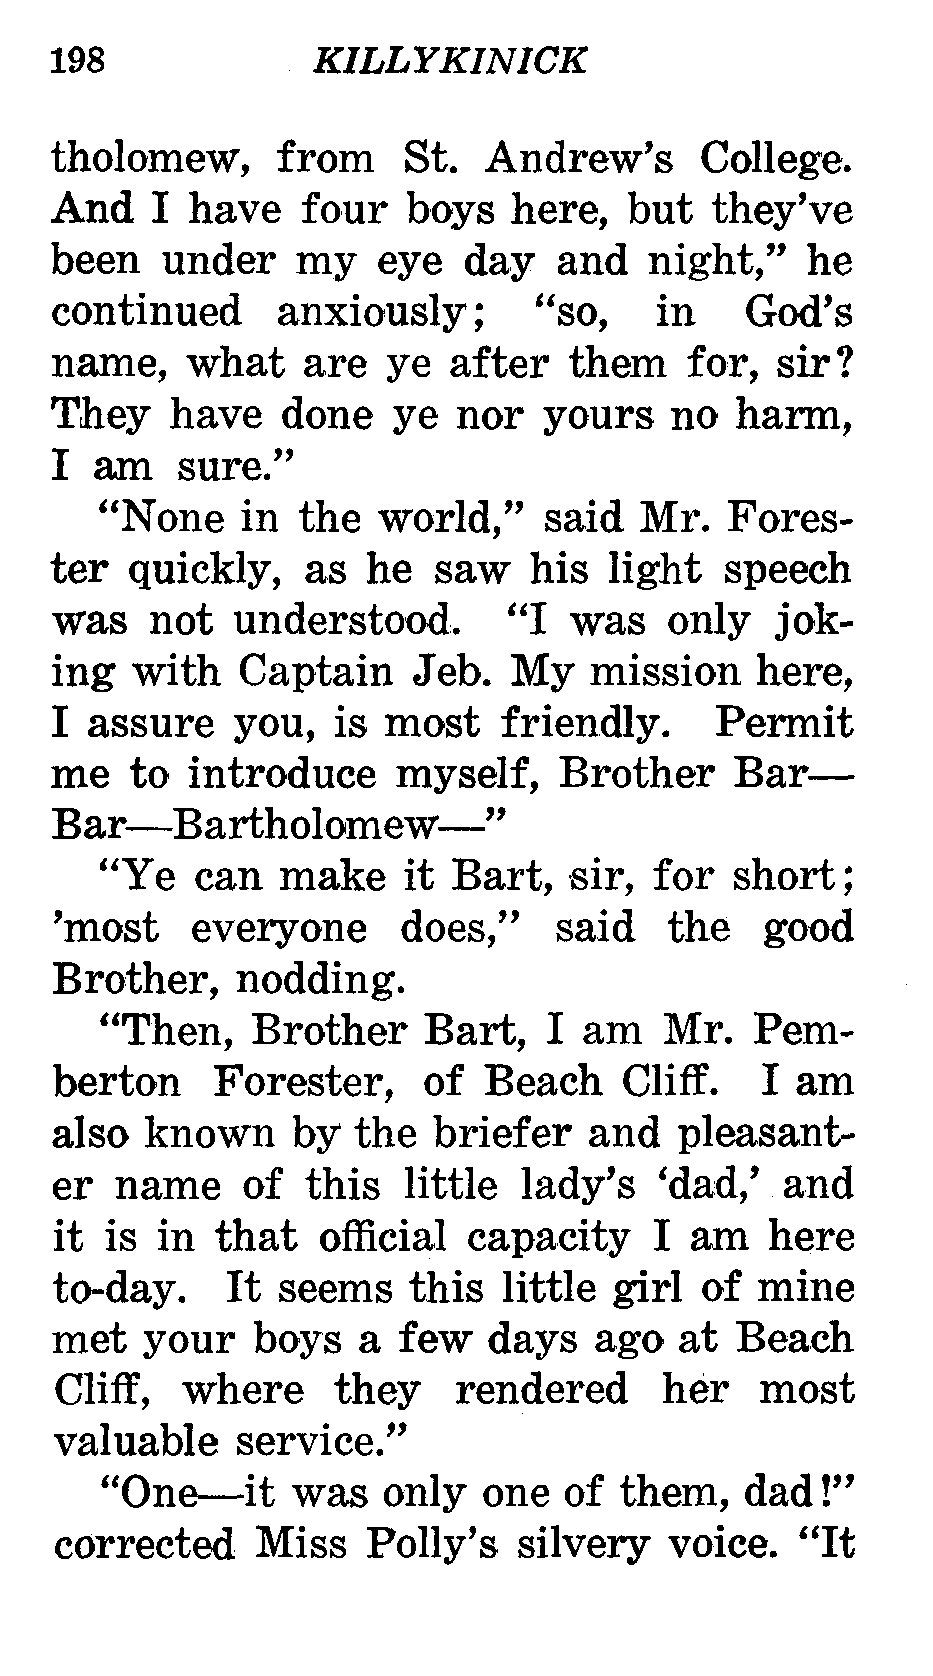 198 KILLYKINICK
tholomew, from St. Andrew's College.
And I have four boys here, but they've
been under my eye day and night," he
continued anxiously; "so, in God's
name, what are ye after them for, sir?
They have done ye nor yours no harm,
I am sure."
"None in the world," said Mr. Fores-
ter quickly, as he saw his light speech
was not understood. "I was only jok-
ing with Captain Jeb. My mission here,
I assure you, is most friendly. Permit
me to introduce myself, Brother Bar—
Bar—Bartholomew—"
"Ye can make it Bart, sir, for short;
'most everyone does," said the good
Brother, nodding.
"Then, Brother Bart, I am Mr. Pem-
berton Forester, of Beach Cliff. I am
also known by the briefer and pleasant-
er name of this little lady's 'dad,' and
it is in that official capacity I am here
to-day. It seems this little girl of mine
met your boys a few days ago at Beach
Cliff, where they rendered her most
valuable service."
"One—it was only one of them, dad!"
corrected Miss Polly's silvery voice. "It